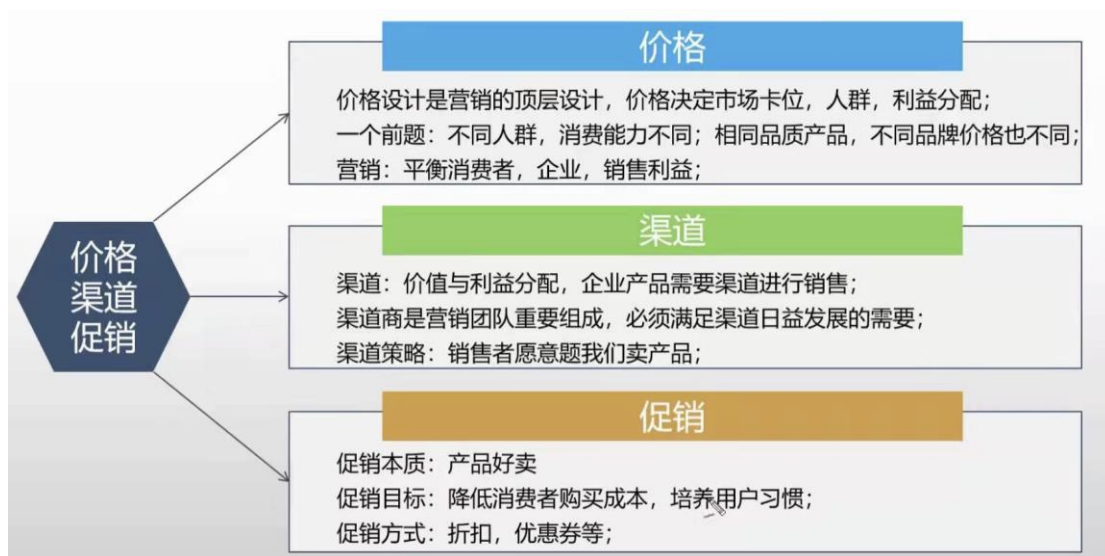 价格
渠道
促销
价格
价格设计是营销的顶层设计，价格决定市场卡位，人群，利益分配；
一个前题：不同人群，消费能力不同；相同品质产品，不同品牌价格也不同；
营销：平衡消费者，企业，销售利益；
渠道
渠道：价值与利益分配，企业产品需要渠道进行销售；
渠道商是营销团队重要组成，必须满足渠道日益发展的需要；
渠道策略：销售者愿意题我们卖产品；
促销
促销本质：产品好卖
促销目标：降低消费者购买成本，培养用户习惯；
促销方式：折扣，优惠券等；